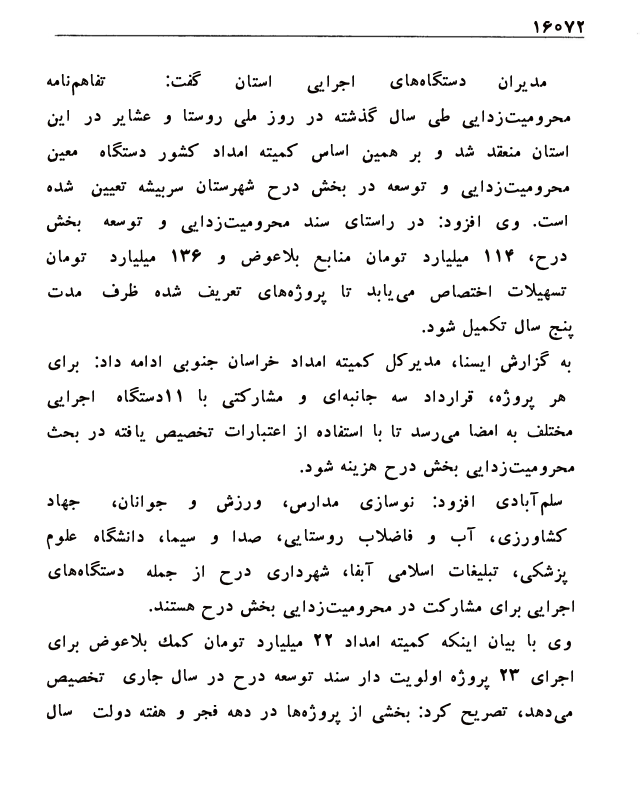 ۱۶۰۷۲
مدیران دستگاه‌های اجرایی استان گفت: تفاهم‌نامه
محرومیت‌زدایی طی سال گذشته در روز ملی روستا و عشایر در این
استان منعقد شد و بر همین اساس کمیته امداد کشور دستگاه معین
محرومیت‌زدایی و توسعه در بخش درح شهرستان سربیشه تعیین شده
است. وی افزود: در راستای سند محرومیت‌زدایی و توسعه بخش
درح، ۱۱۴ میلیارد تومان منابع بلاعوض و ۱۳۶ میلیارد تومان
تسهیلات اختصاص می‌یابد تا پروژه‌های تعریف شده ظرف مدت
پنج سال تکمیل شود.
به گزارش ایسنا، مدیرکل کمیته امداد خراسان جنوبی ادامه داد: برای
هر پروژه، قرارداد سه جانبه‌ای و مشارکتی با ۱۱دستگاه اجرایی
مختلف به امضا می‌رسد تا با استفاده از اعتبارات تخصیص یافته در بحث
محرومیت‌زدایی بخش درح هزینه شود.
سلم‌آبادی افزود: نوسازی مدارس، ورزش و جوانان، جهاد
کشاورزی، آب و فاضلاب روستایی، صدا و سیما، دانشگاه علوم
پزشکی، تبلیغات اسلامی آبفا، شهرداری درح از جمله دستگاه‌های
اجرایی برای مشارکت در محرومیت‌زدایی بخش درح هستند.
وی با بیان اینکه کمیته امداد ۲۲ میلیارد تومان کمک بلاعوض برای
اجرای ۲۳ پروژه اولویت دار سند توسعه درح در سال جاری تخصیص
می‌دهد، تصریح کرد: بخشی از پروژه‌ها در دهه فجر و هفته دولت سال